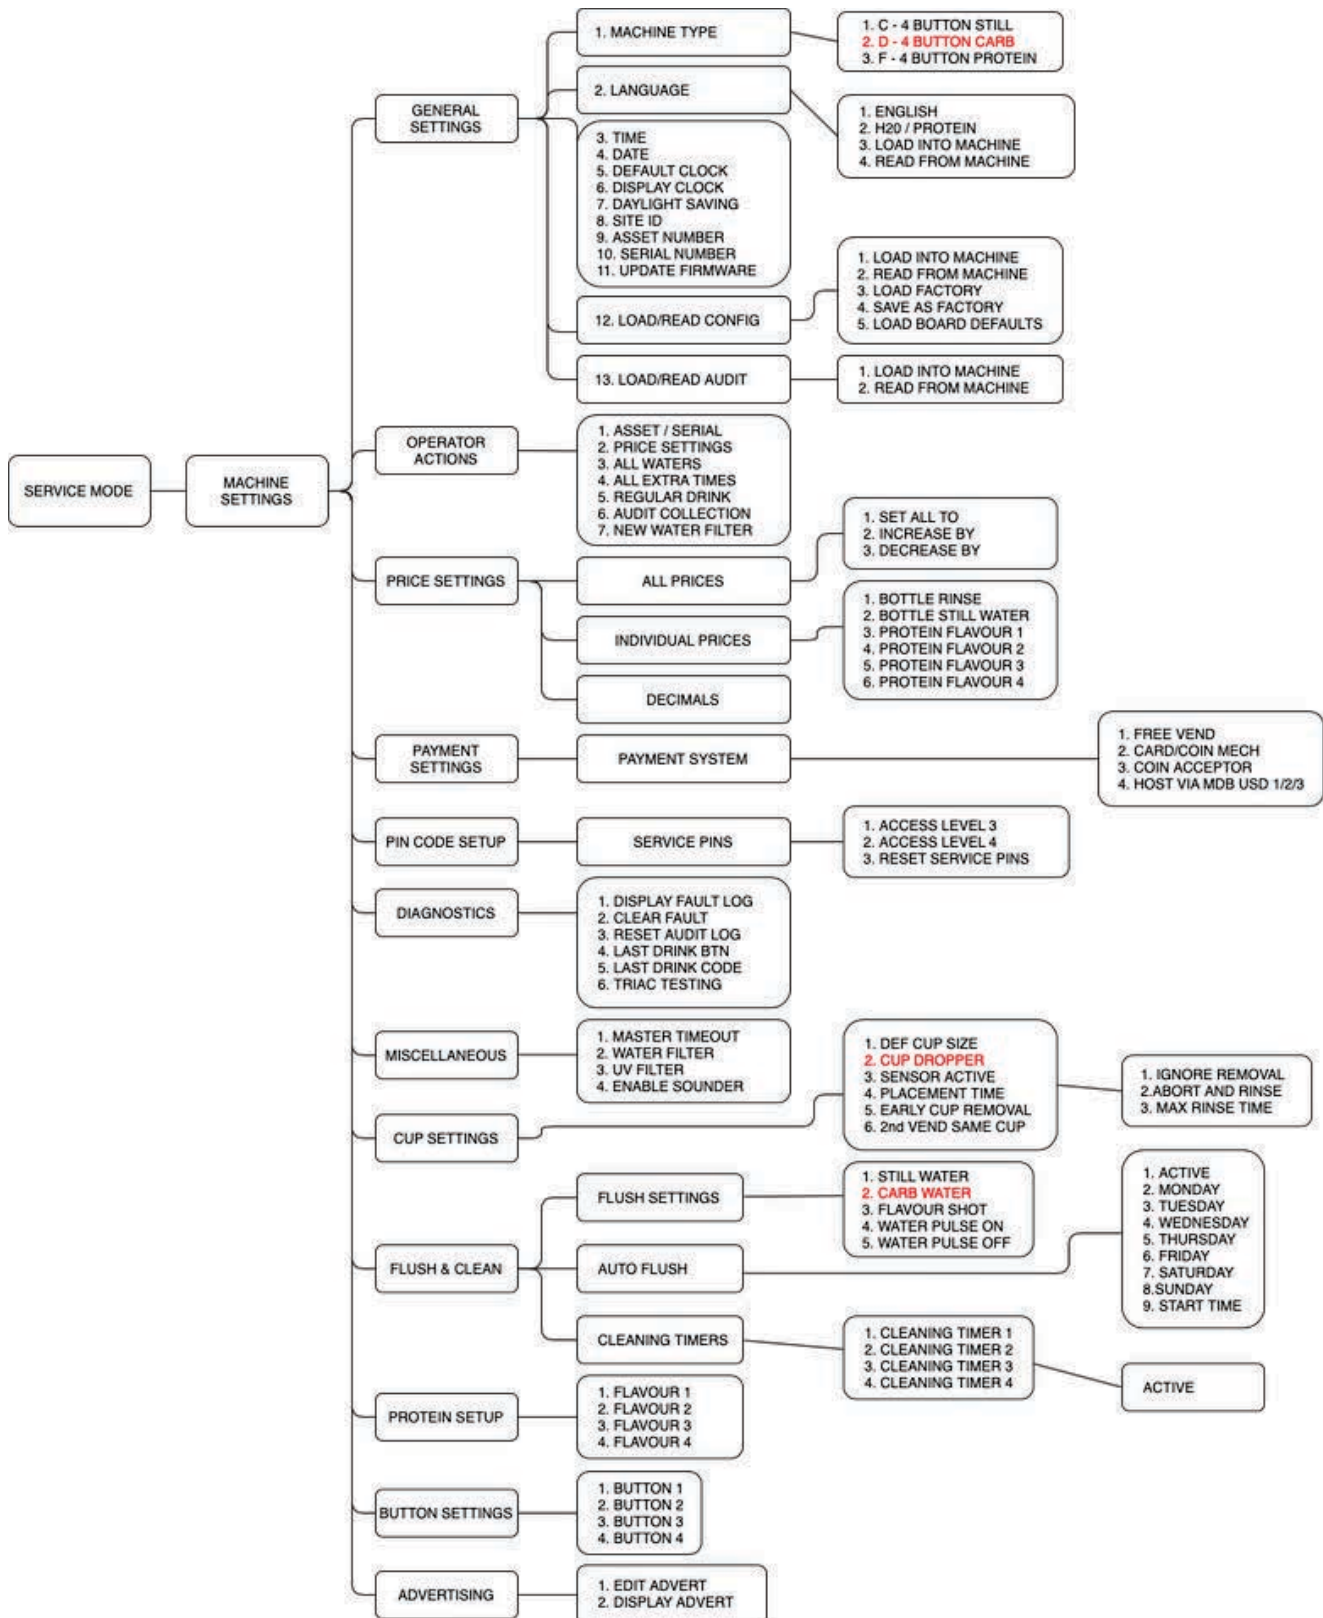 SERVICE MODE
MACHINE
SETTINGS
GENERAL
SETTINGS
1. MACHINE TYPE
1. C - 4 BUTTON STILL
2. D - 4 BUTTON CARB
3. F - 4 BUTTON PROTEIN
2. LANGUAGE
1. ENGLISH
2. H20 / PROTEIN
3. LOAD INTO MACHINE
4. READ FROM MACHINE
3. TIME
4. DATE
5. DEFAULT CLOCK
6. DISPLAY CLOCK
7. DAYLIGHT SAVING
8. SITE ID
9. ASSET NUMBER
10. SERIAL NUMBER
11. UPDATE FIRMWARE
12. LOAD/READ CONFIG
1. LOAD INTO MACHINE
2. READ FROM MACHINE
3. LOAD FACTORY
4. SAVE AS FACTORY
5. LOAD BOARD DEFAULTS
13. LOAD/READ AUDIT
1. LOAD INTO MACHINE
2. READ FROM MACHINE
OPERATOR
ACTIONS
1. ASSET / SERIAL
2. PRICE SETTINGS
3. ALL WATERS
4. ALL EXTRA TIMES
5. REGULAR DRINK
6. AUDIT COLLECTION
7. NEW WATER FILTER
PRICE SETTINGS
ALL PRICES
1. SET ALL TO
2. INCREASE BY
3. DECREASE BY
INDIVIDUAL PRICES
1. BOTTLE RINSE
2. BOTTLE STILL WATER
3. PROTEIN FLAVOUR 1
4. PROTEIN FLAVOUR 2
5. PROTEIN FLAVOUR 3
6. PROTEIN FLAVOUR 4
DECIMALS
PAYMENT
SETTINGS
PAYMENT SYSTEM
1. FREE VEND
2. CARD/COIN MECH
3. COIN ACCEPTOR
4. HOST VIA MDB USD 1/2/3
PIN CODE SETUP
SERVICE PINS
1. ACCESS LEVEL 3
2. ACCESS LEVEL 4
3. RESET SERVICE PINS
DIAGNOSTICS
1. DISPLAY FAULT LOG
2. CLEAR FAULT
3. RESET AUDIT LOG
4. LAST DRINK BTN
5. LAST DRINK CODE
6. TRIAC TESTING
MISCELLANEOUS
1. MASTER TIMEOUT
2. WATER FILTER
3. UV FILTER
4. ENABLE SOUNDER
CUP SETTINGS
1. DEF CUP SIZE
2. CUP DROPPER
3. SENSOR ACTIVE
4. PLACEMENT TIME
5. EARLY CUP REMOVAL
6. 2nd VEND SAME CUP
1. IGNORE REMOVAL
2.ABORT AND RINSE
3. MAX RINSE TIME
FLUSH & CLEAN
FLUSH SETTINGS
1. STILL WATER
2. CARB WATER
3. FLAVOUR SHOT
4. WATER PULSE ON
5. WATER PULSE OFF
AUTO FLUSH
1. ACTIVE
2. MONDAY
3. TUESDAY
4. WEDNESDAY
5. THURSDAY
6. FRIDAY
7. SATURDAY
8.SUNDAY
9. START TIME
CLEANING TIMERS
1. CLEANING TIMER 1
2. CLEANING TIMER 2
3. CLEANING TIMER 3
4. CLEANING TIMER 4
ACTIVE
PROTEIN SETUP
1. FLAVOUR 1
2. FLAVOUR 2
3. FLAVOUR 3
4. FLAVOUR 4
BUTTON SETTINGS
1. BUTTON 1
2. BUTTON 2
3. BUTTON 3
4. BUTTON 4
ADVERTISING
1. EDIT ADVERT
2. DISPLAY ADVERT